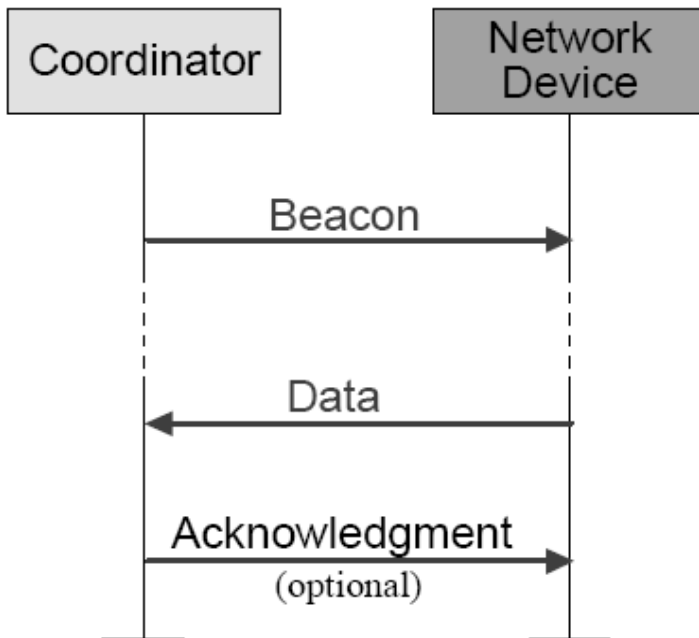 Coordinator
Network
Device
Beacon
Data
Acknowledgment
(optional)